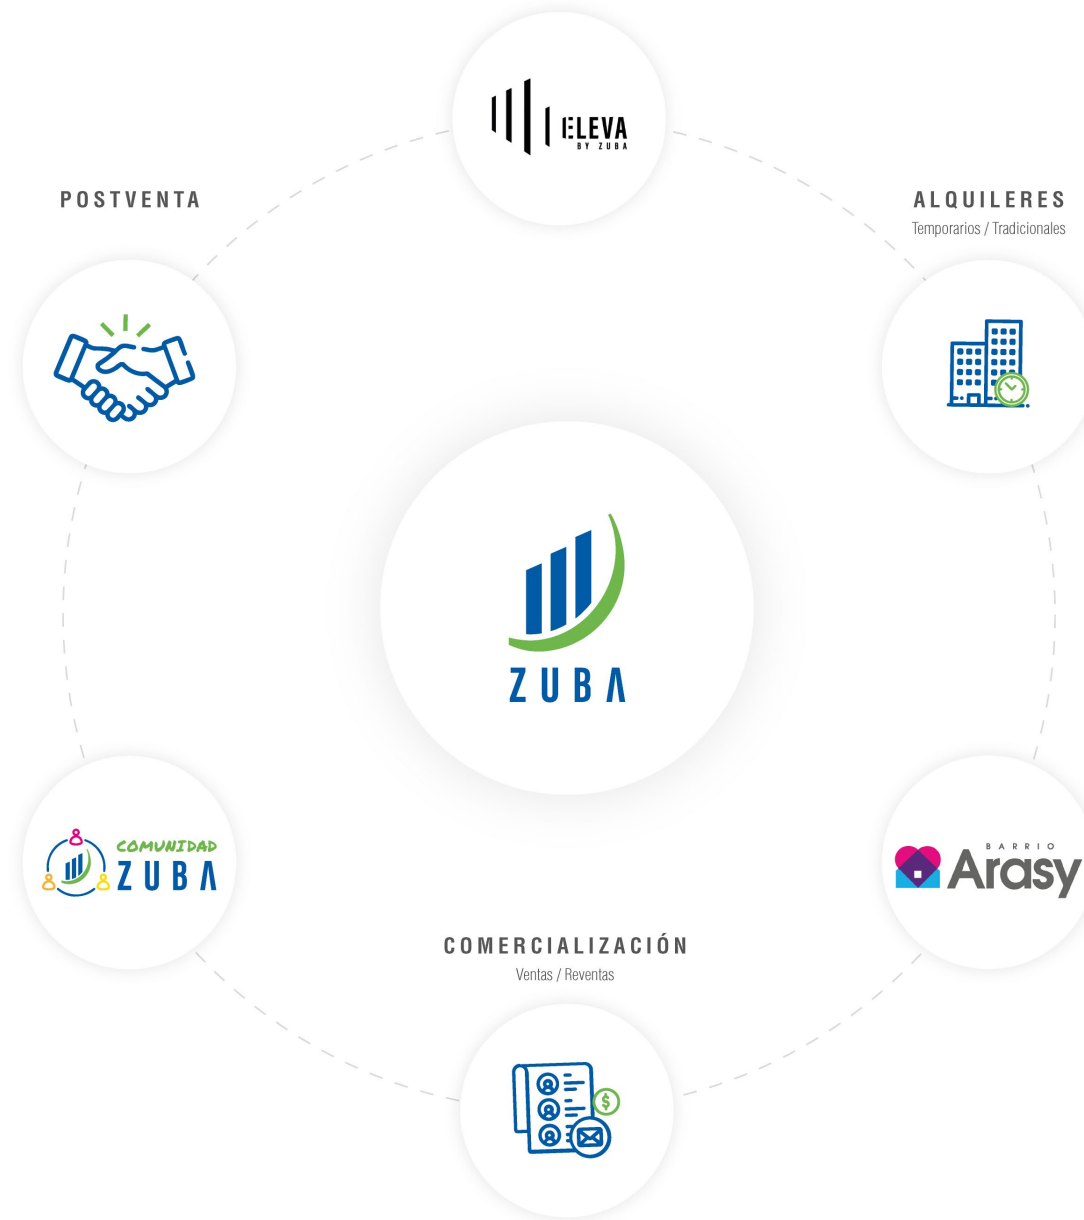 ELEVA
BY ZUBA
POSTVENTA
ALQUILERES
Temporarios / Tradicionales
$
ZUBA
COMUNIDAD
ZUBA
BARRIO
Arasy
COMERCIALIZACIÓN
Ventas / Reventas
$